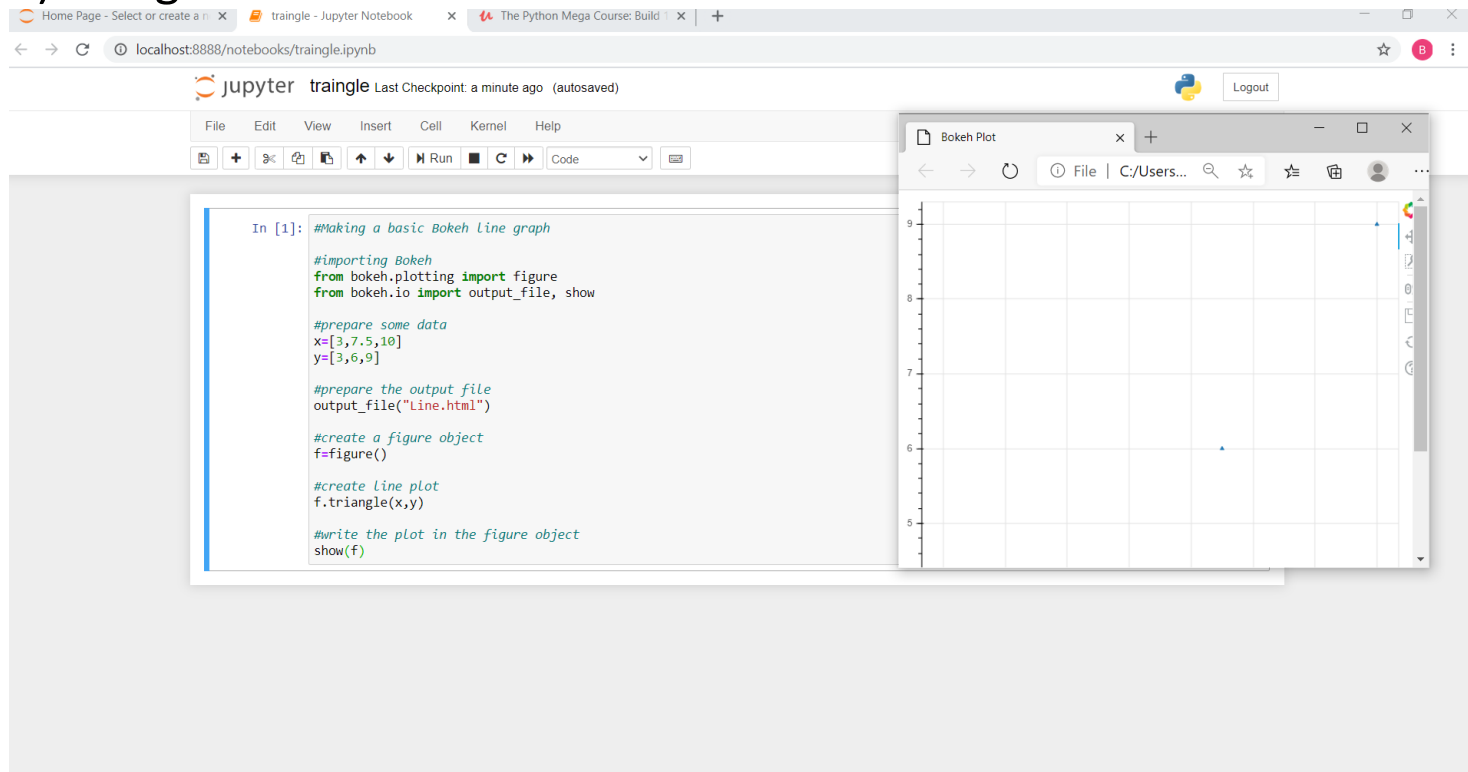 Home Page - Select or create a n
traingle - Jupyter Notebook
The Python Mega Course: Build
localhost:8888/notebooks/traingle.ipynb
B
jupyter traingle Last Checkpoint: a minute ago (autosaved)
Logout
File Edit View Insert Cell Kernel Help
Run Code
In [1]: #Making a basic Bokeh line graph
#importing Bokeh
from bokeh.plotting import figure
from bokeh.io import output_file, show
#prepare some data
x=[3,7.5,10]
y=[3,6,9]
#prepare the output file
output_file("Line.html")
#create a figure object
f=figure()
#create line plot
f.triangle(x,y)
#write the plot in the figure object
show(f)
Bokeh Plot
File | C:/Users...
9
8
7
6
5